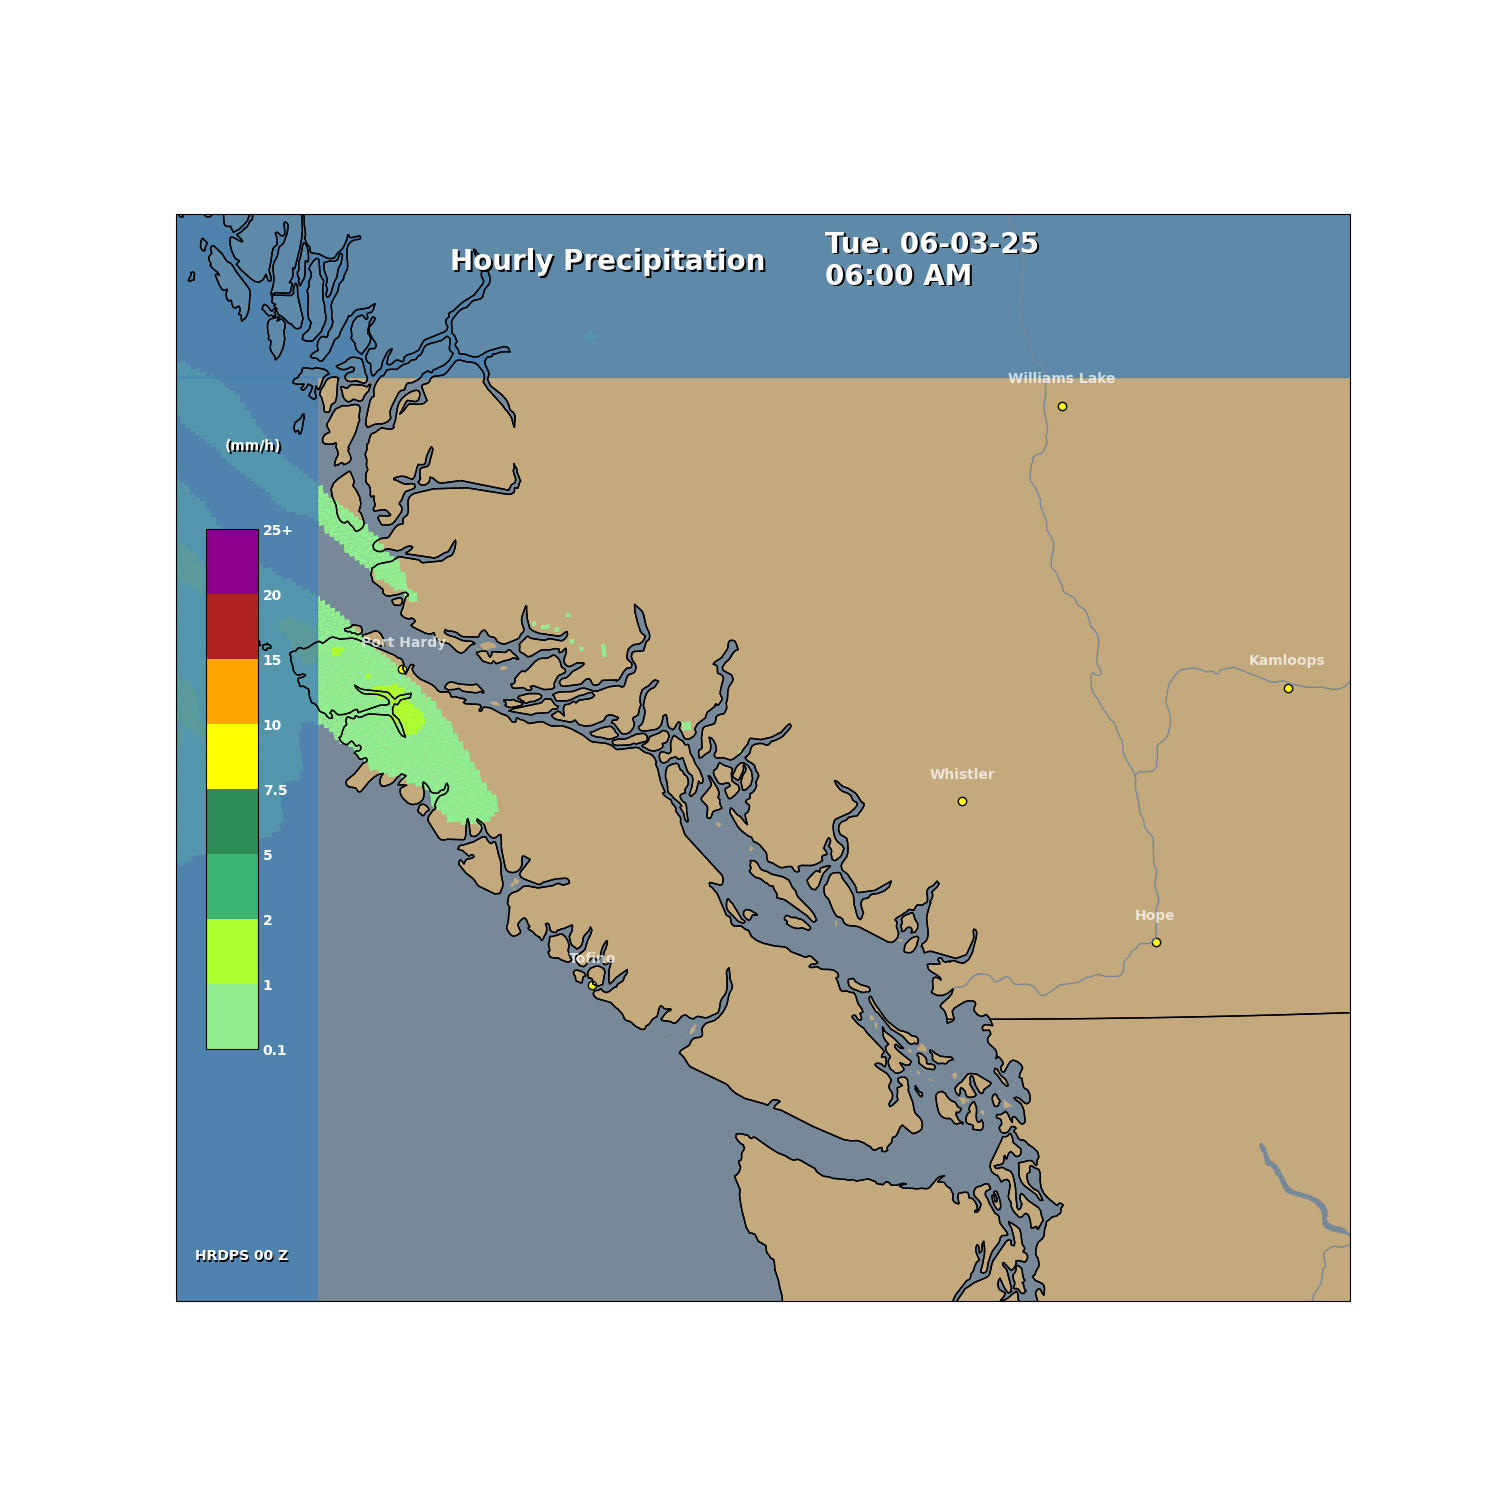 Hourly Precipitation
Tue. 06-03-25
06:00 AM
Williams Lake
(mm/h)
25+
20
15
10
7.5
5
2
1
0.1
Port Hardy
Kamloops
Whistler
Hope
Tofino
HRDPS 00 Z